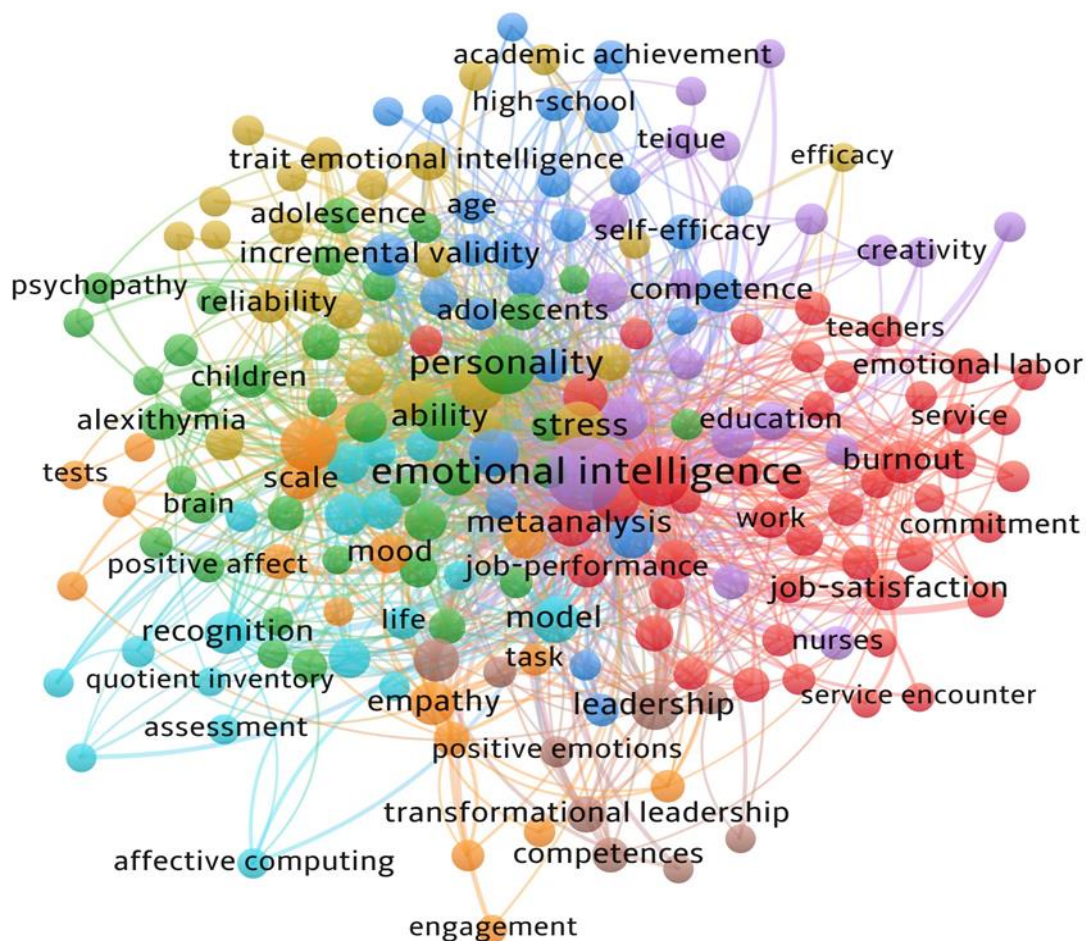 academic achievement
high-school
teique
efficacy
trait emotional intelligence
adolescence
age
self-efficacy
creativity
incremental validity
psychopathy
reliability
adolescents
competence
teachers
personality
emotional labor
children
alexithymia
ability
stress
education
service
tests
scale
emotional intelligence
burnout
brain
metaanalysis
work
commitment
positive affect
mood
job-performance
job-satisfaction
recognition
life
model
nurses
task
quotient inventory
empathy
leadership
service encounter
assessment
positive emotions
transformational leadership
affective computing
competences
engagement